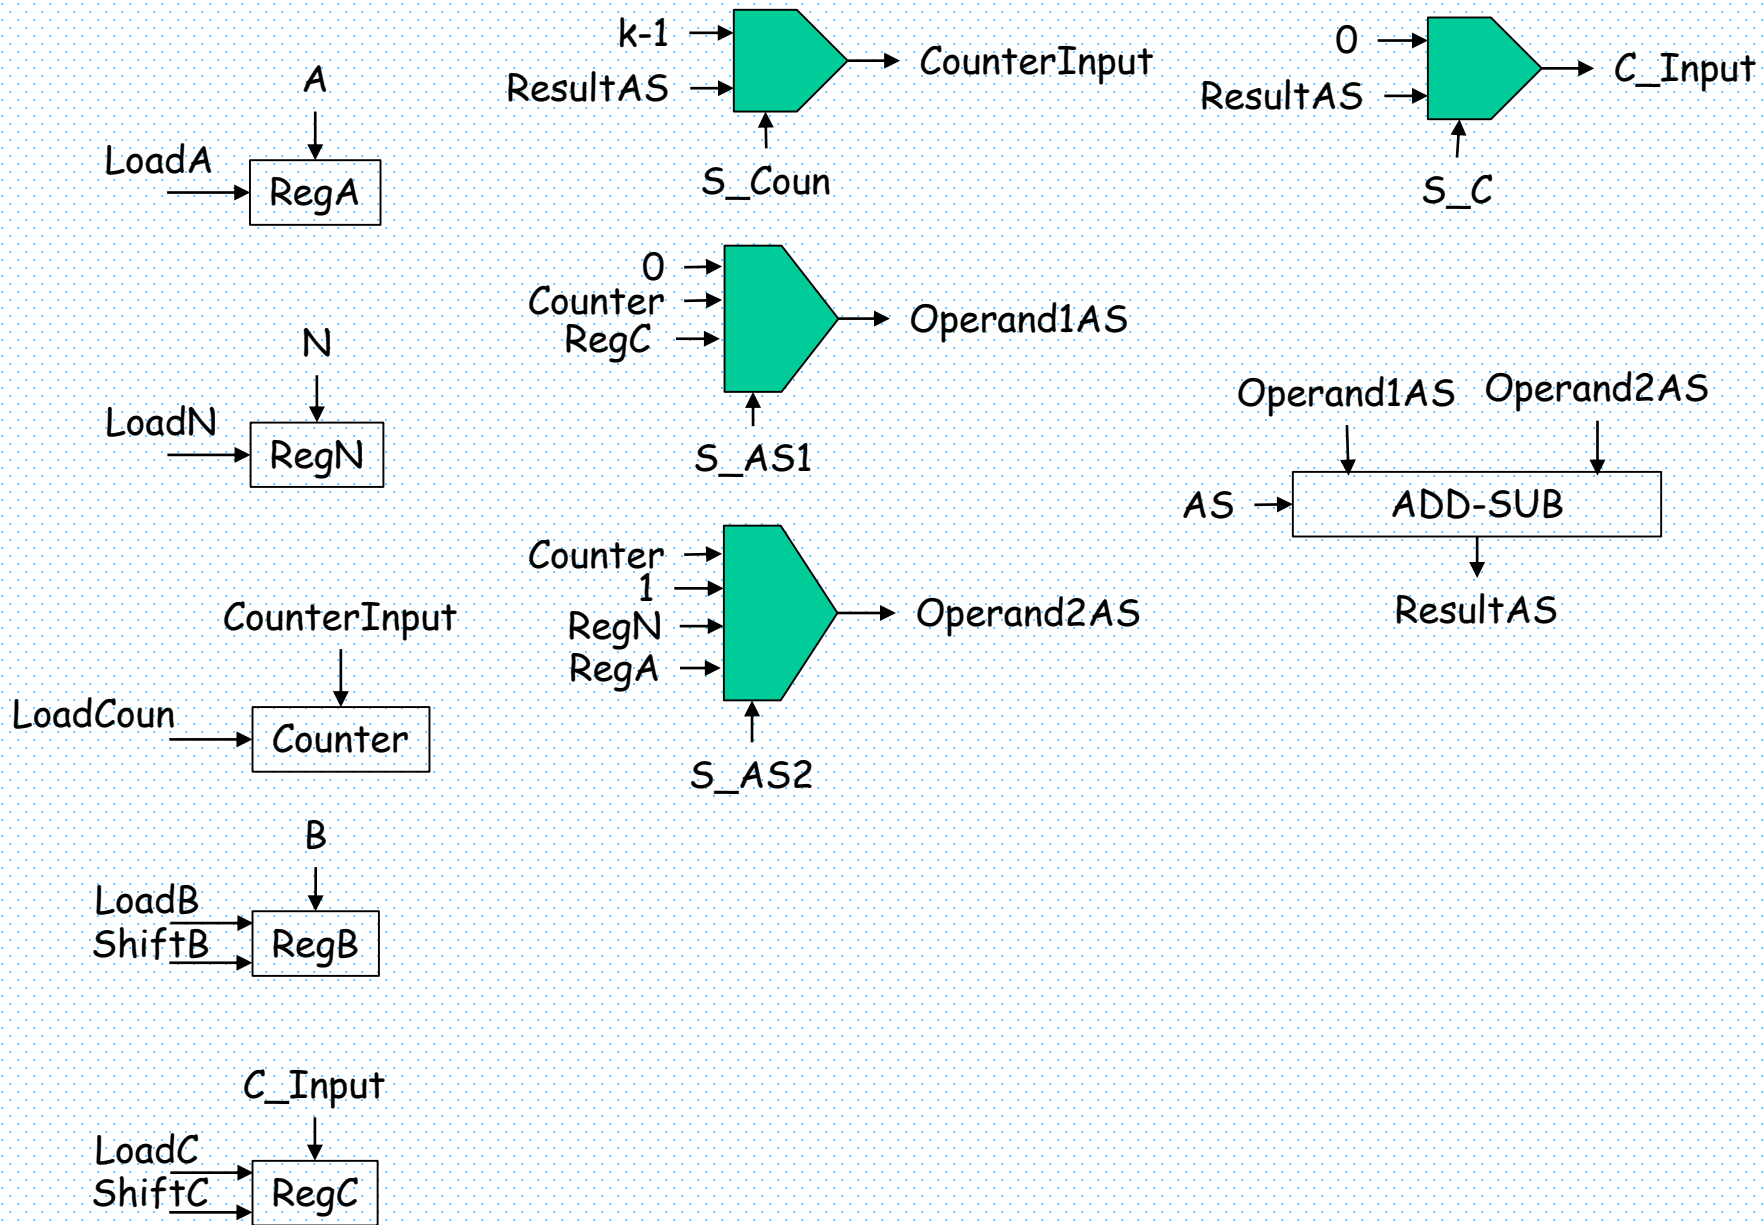 A
LoadA
RegA
N
LoadN
RegN
CounterInput
LoadCoun
Counter
B
LoadB
ShiftB
RegB
C_Input
LoadC
ShiftC
RegC
k-1
ResultAS
CounterInput
S_Coun
0
Counter
RegC
Operand1AS
S_AS1
Counter
1
RegN
RegA
Operand2AS
S_AS2
0
ResultAS
C_Input
S_C
Operand1AS
Operand2AS
AS
ADD-SUB
ResultAS